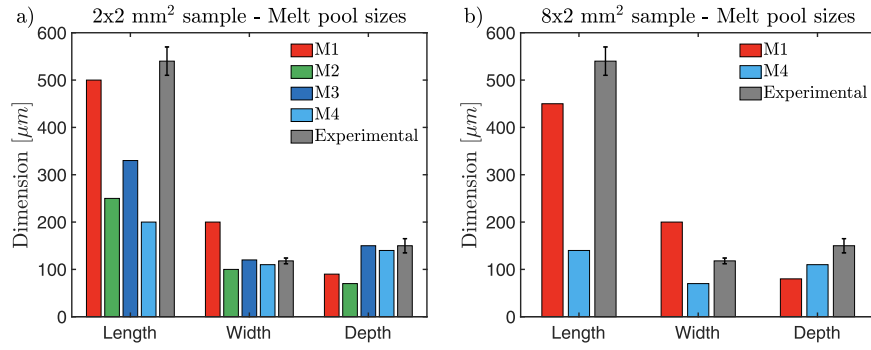 a) 2x2 mm² sample - Melt pool sizes
600
500
400
300
200
100
0
Dimension [μm]
M1
M2
M3
M4
Experimental
Length Width Depth
b) 8x2 mm² sample - Melt pool sizes
600
500
400
300
200
100
0
Dimension [μm]
M1
M4
Experimental
Length Width Depth